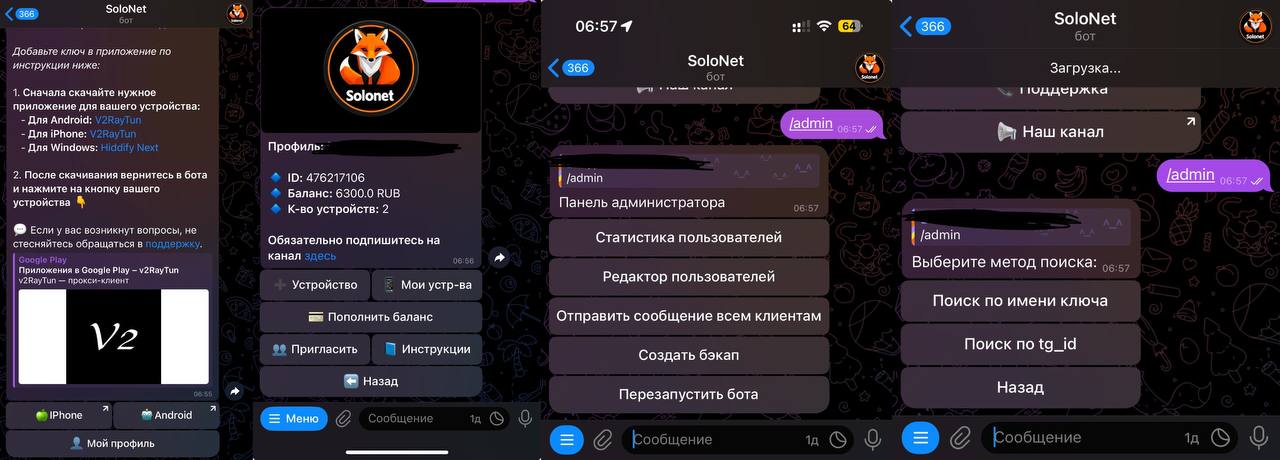 366
SoloNet
бот
Добавьте ключ в приложение по
инструкции ниже:
1. Сначала скачайте нужное
приложение для вашего устройства:
- Для Android: V2RayTun
- Для iPhone: V2RayTun
- Для Windows: Hiddify Next
2. После скачивания вернитесь в бота
и нажмите на кнопку вашего
устройства 👇
💬 Если у вас возникнут вопросы, не
стесняйтесь обращаться в поддержку.
Google Play
Приложения в Google Play – v2RayTun
v2RayTun — прокси-клиент
V2
06:55
🍏IPhone
🤖Android
👤 Мой профиль
Solonet
Профиль:
🔹 ID: 476217106
🔹 Баланс: 6300.0 RUB
🔹 К-во устройств: 2
Обязательно подпишитесь на
канал здесь
06:56
➕ Устройство
📱 Мои устр-ва
💳 Пополнить баланс
👥 Пригласить
📘 Инструкции
⬅️ Назад
Меню
Сообщение
1д
06:57
64
366
SoloNet
бот
Наш канал
/admin 06:57
/admin
Панель администратора
06:57
Статистика пользователей
Редактор пользователей
Отправить сообщение всем клиентам
Создать бэкап
Перезапустить бота
Сообщение
1д
366
SoloNet
бот
Загрузка...
Поддержка
📢 Наш канал
/admin 06:57
/admin
Выберите метод поиска: 06:57
Поиск по имени ключа
Поиск по tg_id
Назад
Сообщение
1д